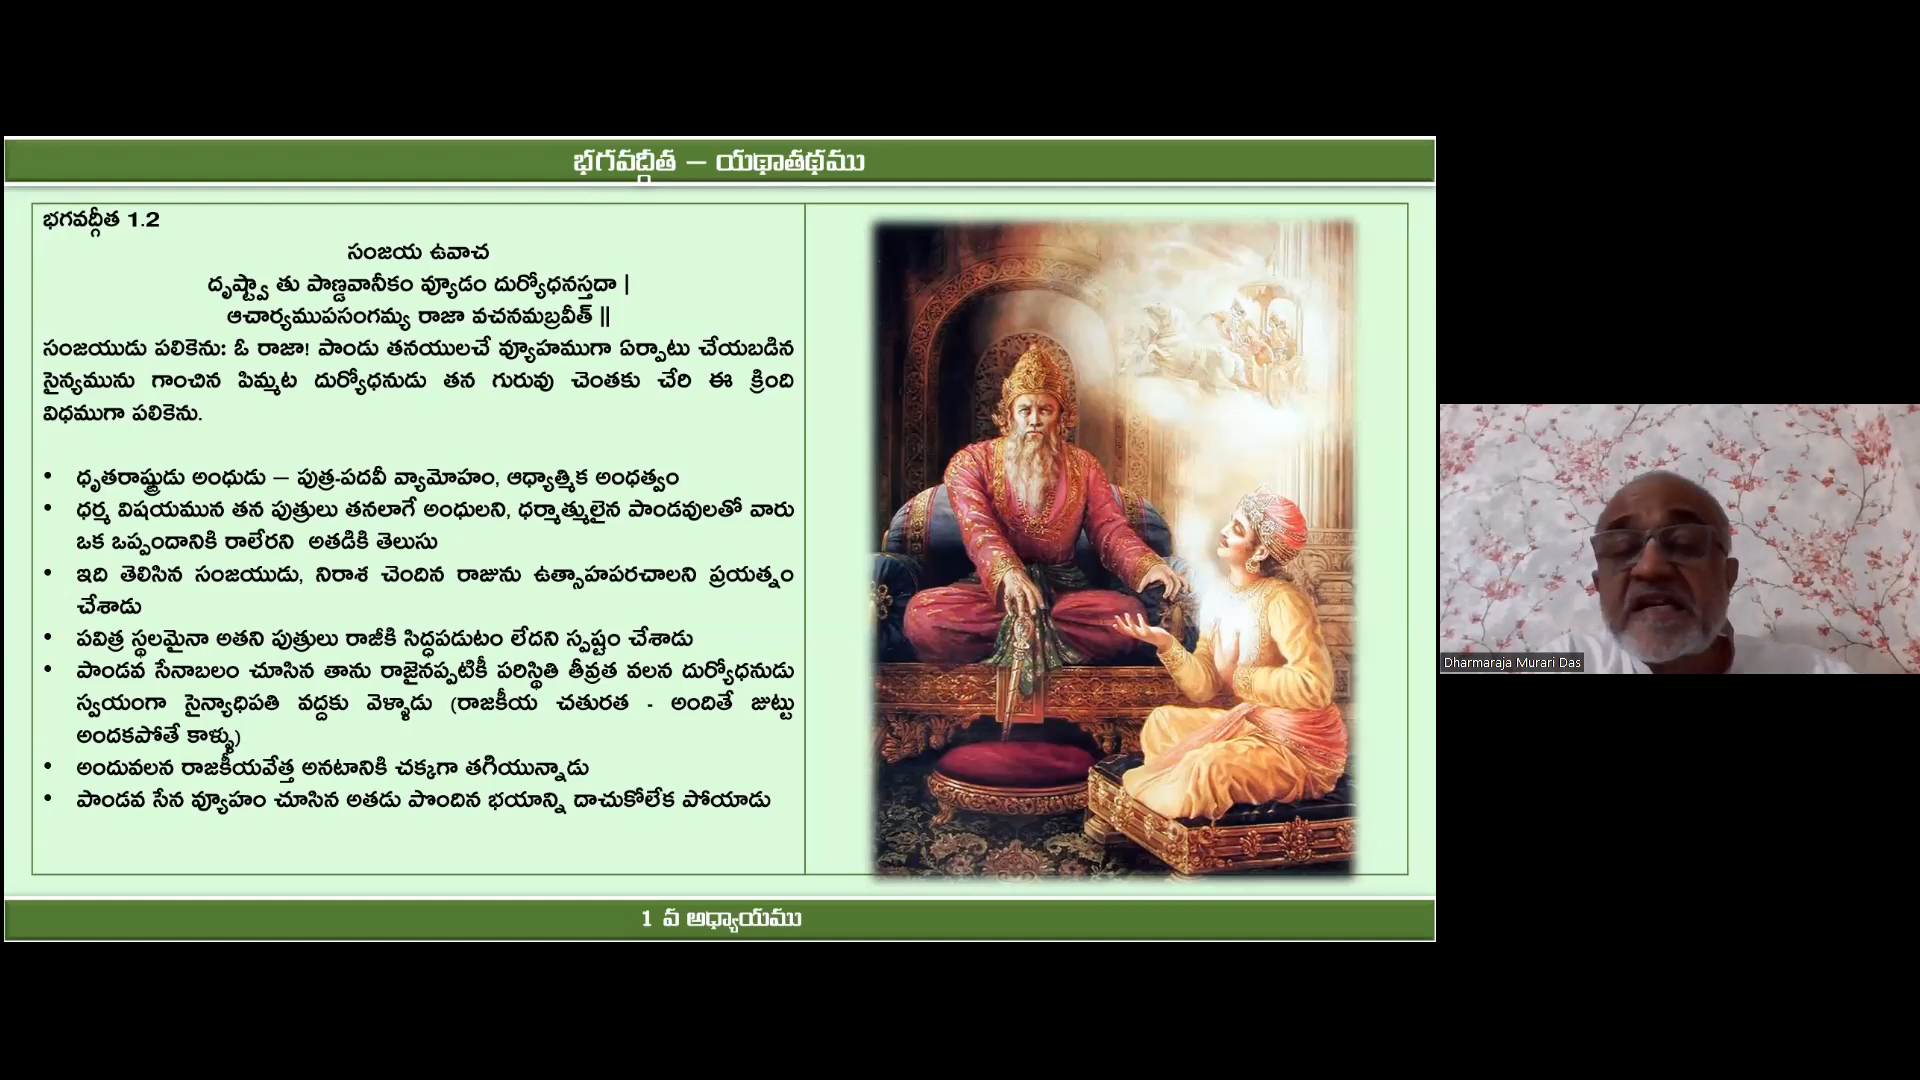 భగవద్గీత – యథాతథము
భగవద్గీత 1.2
సంజయ ఉవాచ
దృష్ట్వా తు పాణ్డవానీకం వ్యూడం దుర్యోధనస్తదా |
ఆచార్యముపసంగమ్య రాజా వచనమబ్రవీత్ ||
సంజయుడు పలికెను: ఓ రాజా! పాండు తనయులచే వ్యూహముగా ఏర్పాటు చేయబడిన
సైన్యమును గాంచిన పిమ్మట దుర్యోధనుడు తన గురువు చెంతకు చేరి ఈ క్రింది
విధముగా పలికెను.
• ధృతరాష్ట్రుడు అంధుడు – పుత్ర-పదవీ వ్యామోహం, ఆధ్యాత్మిక అంధత్వం
• ధర్మ విషయమున తన పుత్రులు తనలాగే అంధులని, ధర్మాత్ములైన పాండవులతో వారు
ఒక ఒప్పందానికి రాలేరని అతడికి తెలుసు
• ఇది తెలిసిన సంజయుడు, నిరాశ చెందిన రాజును ఉత్సాహపరచాలని ప్రయత్నం
చేశాడు
• పవిత్ర స్థలమైనా అతని పుత్రులు రాజీకి సిద్ధపడుటం లేదని స్పష్టం చేశాడు
• పాండవ సేనాబలం చూసిన తాను రాజైనప్పటికీ పరిస్థితి తీవ్రత వలన దుర్యోధనుడు
స్వయంగా సైన్యాధిపతి వద్దకు వెళ్ళాడు (రాజకీయ చతురత - అందితే జుట్టు
అందకపోతే కాళ్ళు)
• అందువలన రాజకీయవేత్త అనటానికి చక్కగా తగియున్నాడు
• పాండవ సేన వ్యూహం చూసిన అతడు పొందిన భయాన్ని దాచుకోలేక పోయాడు
1 వ అధ్యాయము
Dharmaraja Murari Das